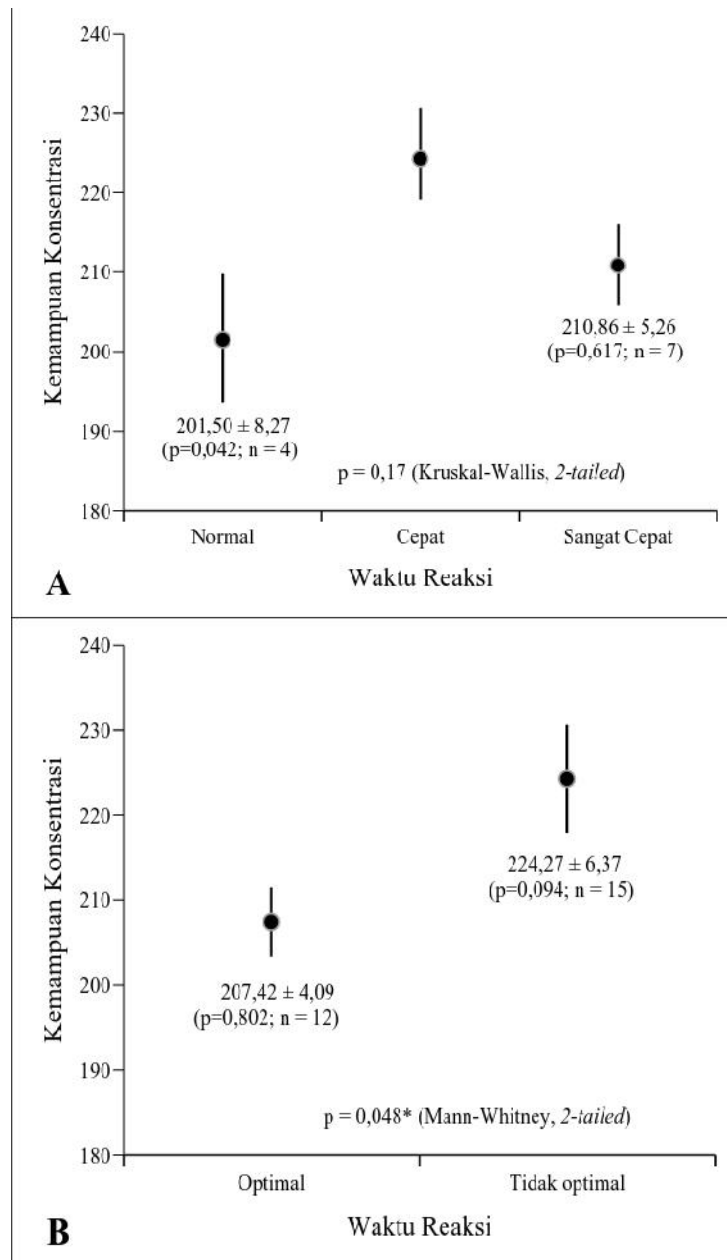 240
230
220
210
200
190
180
Kemampuan Konsentrasi
201,50 ± 8,27
(p=0,042; n = 4)
210,86 ± 5,26
(p=0,617; n = 7)
p = 0,17 (Kruskal-Wallis, 2-tailed)
Normal
Cepat
Sangat Cepat
A
Waktu Reaksi
240
230
220
210
200
190
180
Kemampuan Konsentrasi
224,27 ± 6,37
(p=0,094; n = 15)
207,42 ± 4,09
(p=0,802; n = 12)
p = 0,048* (Mann-Whitney, 2-tailed)
Optimal
Tidak optimal
B
Waktu Reaksi